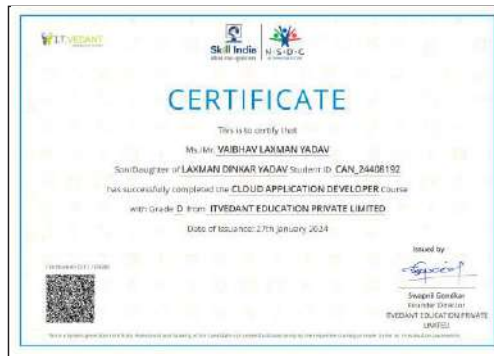 ITVEDANT
Skill India
N·S·D·C
CERTIFICATE
This is to certify that
Ms./Mr. VAIBHAV LAXMAN YADAV
Son/Daughter of LAXMAN DINKAR YADAV Student ID CAN_24408192
has successfully completed the CLOUD APPLICATION DEVELOPER Course
with Grade D from ITVEDANT EDUCATION PRIVATE LIMITED
Date of Issuance: 27th January 2024
Issued by
Swapnil Gondkar
Founder Director
ITVEDANT EDUCATION PRIVATE
LIMITED